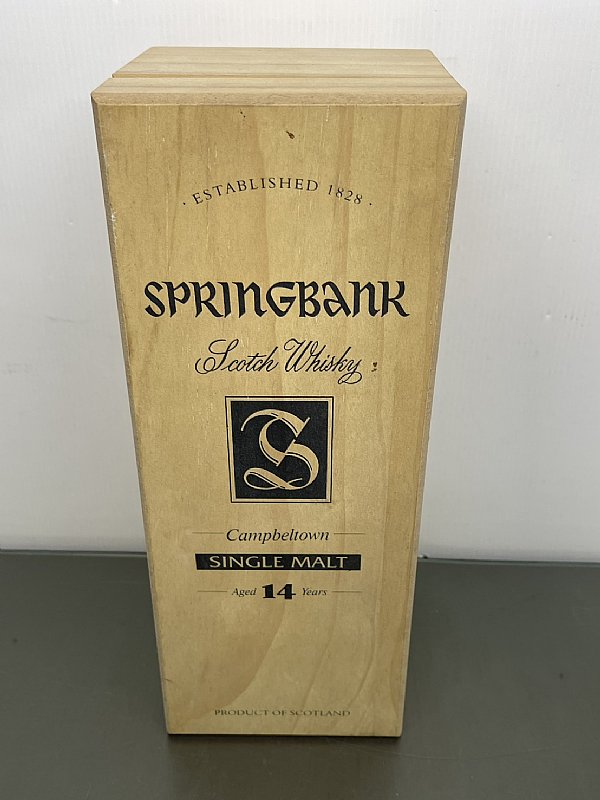 · ESTABLISHED 1828 ·
SPRINGBANK
Scotch Whisky
S
Campbeltown
SINGLE MALT
Aged 14 Years
PRODUCT OF SCOTLAND